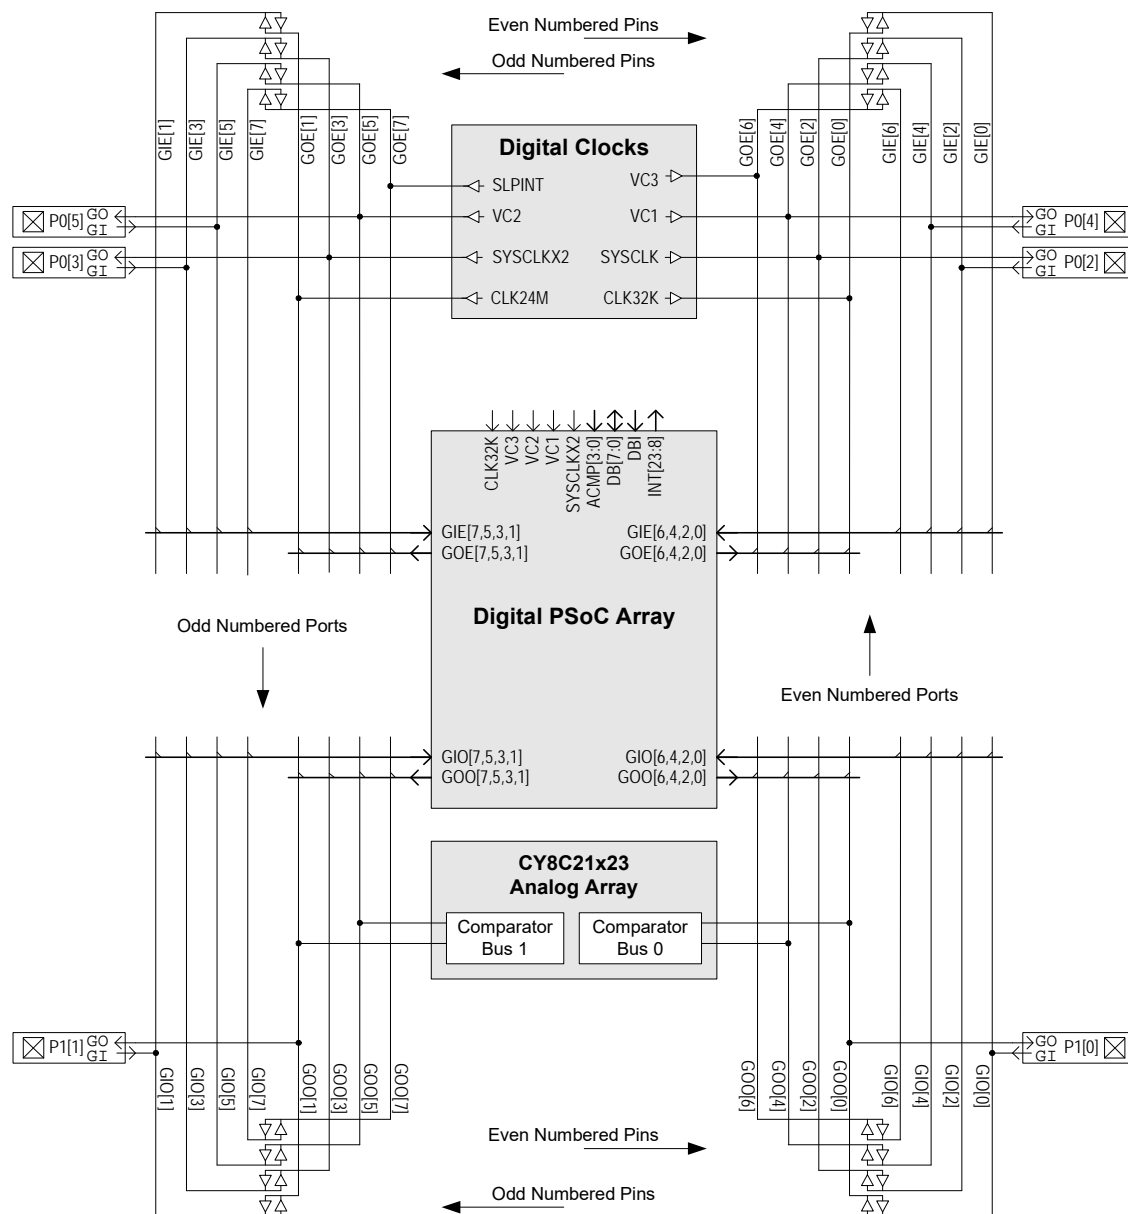 Even Numbered Pins
Odd Numbered Pins
GIE[1]
GIE[3]
GIE[5]
GIE[7]
GOE[1]
GOE[3]
GOE[5]
GOE[7]
GOE[6]
GOE[4]
GOE[2]
GOE[0]
GIE[6]
GIE[4]
GIE[2]
GIE[0]
Digital Clocks
SLPINT
VC3
VC2
VC1
SYSCLKX2
SYSCLK
CLK24M
CLK32K
P0[5] GO
GI
P0[3] GO
GI
GO P0[4]
GI
GO P0[2]
GI
CLK32K
VC3
VC2
VC1
SYSCLKX2
ACMP[3:0]
DB[7:0]
DBI
INT[23:8]
GIE[7,5,3,1]
GIE[6,4,2,0]
GOE[7,5,3,1]
GOE[6,4,2,0]
Digital PSoC Array
Odd Numbered Ports
Even Numbered Ports
GIO[7,5,3,1]
GIO[6,4,2,0]
GOO[7,5,3,1]
GOO[6,4,2,0]
CY8C21x23
Analog Array
Comparator
Bus 1
Comparator
Bus 0
P1[1] GO
GI
GO P1[0]
GI
GIO[1]
GIO[3]
GIO[5]
GIO[7]
GOO[1]
GOO[3]
GOO[5]
GOO[7]
GOO[6]
GOO[4]
GOO[2]
GOO[0]
GIO[6]
GIO[4]
GIO[2]
GIO[0]
Even Numbered Pins
Odd Numbered Pins